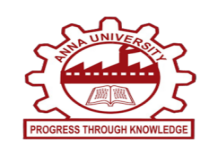 ANNA UNIVERSITY
PROGRESS THROUGH KNOWLEDGE